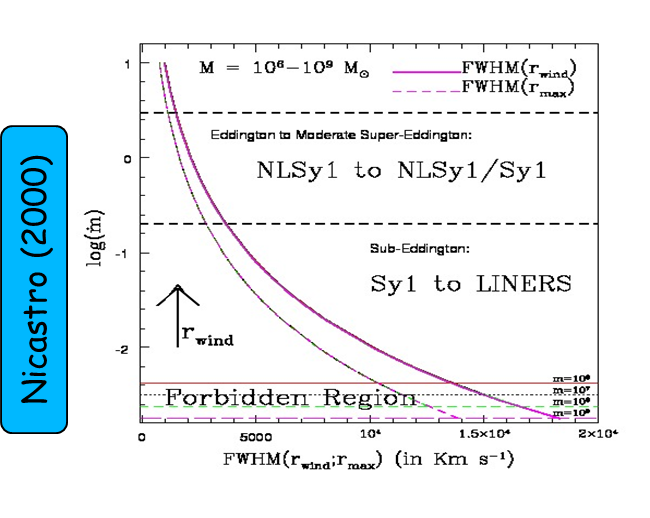 Nicastro (2000)
M = 10⁶−10⁹ M⊙
FWHM(r_wind)
FWHM(r_max)
Eddington to Moderate Super-Eddington:
NLSy1 to NLSy1/Sy1
Sub-Eddington:
Sy1 to LINERS
r_wind
Forbidden Region
m=10⁷
m=10⁸
1
0
-1
-2
log(ṁ)
0
5000
10⁴
1.5×10⁴
2×10⁴
FWHM(r_wind;r_max) (in Km s⁻¹)